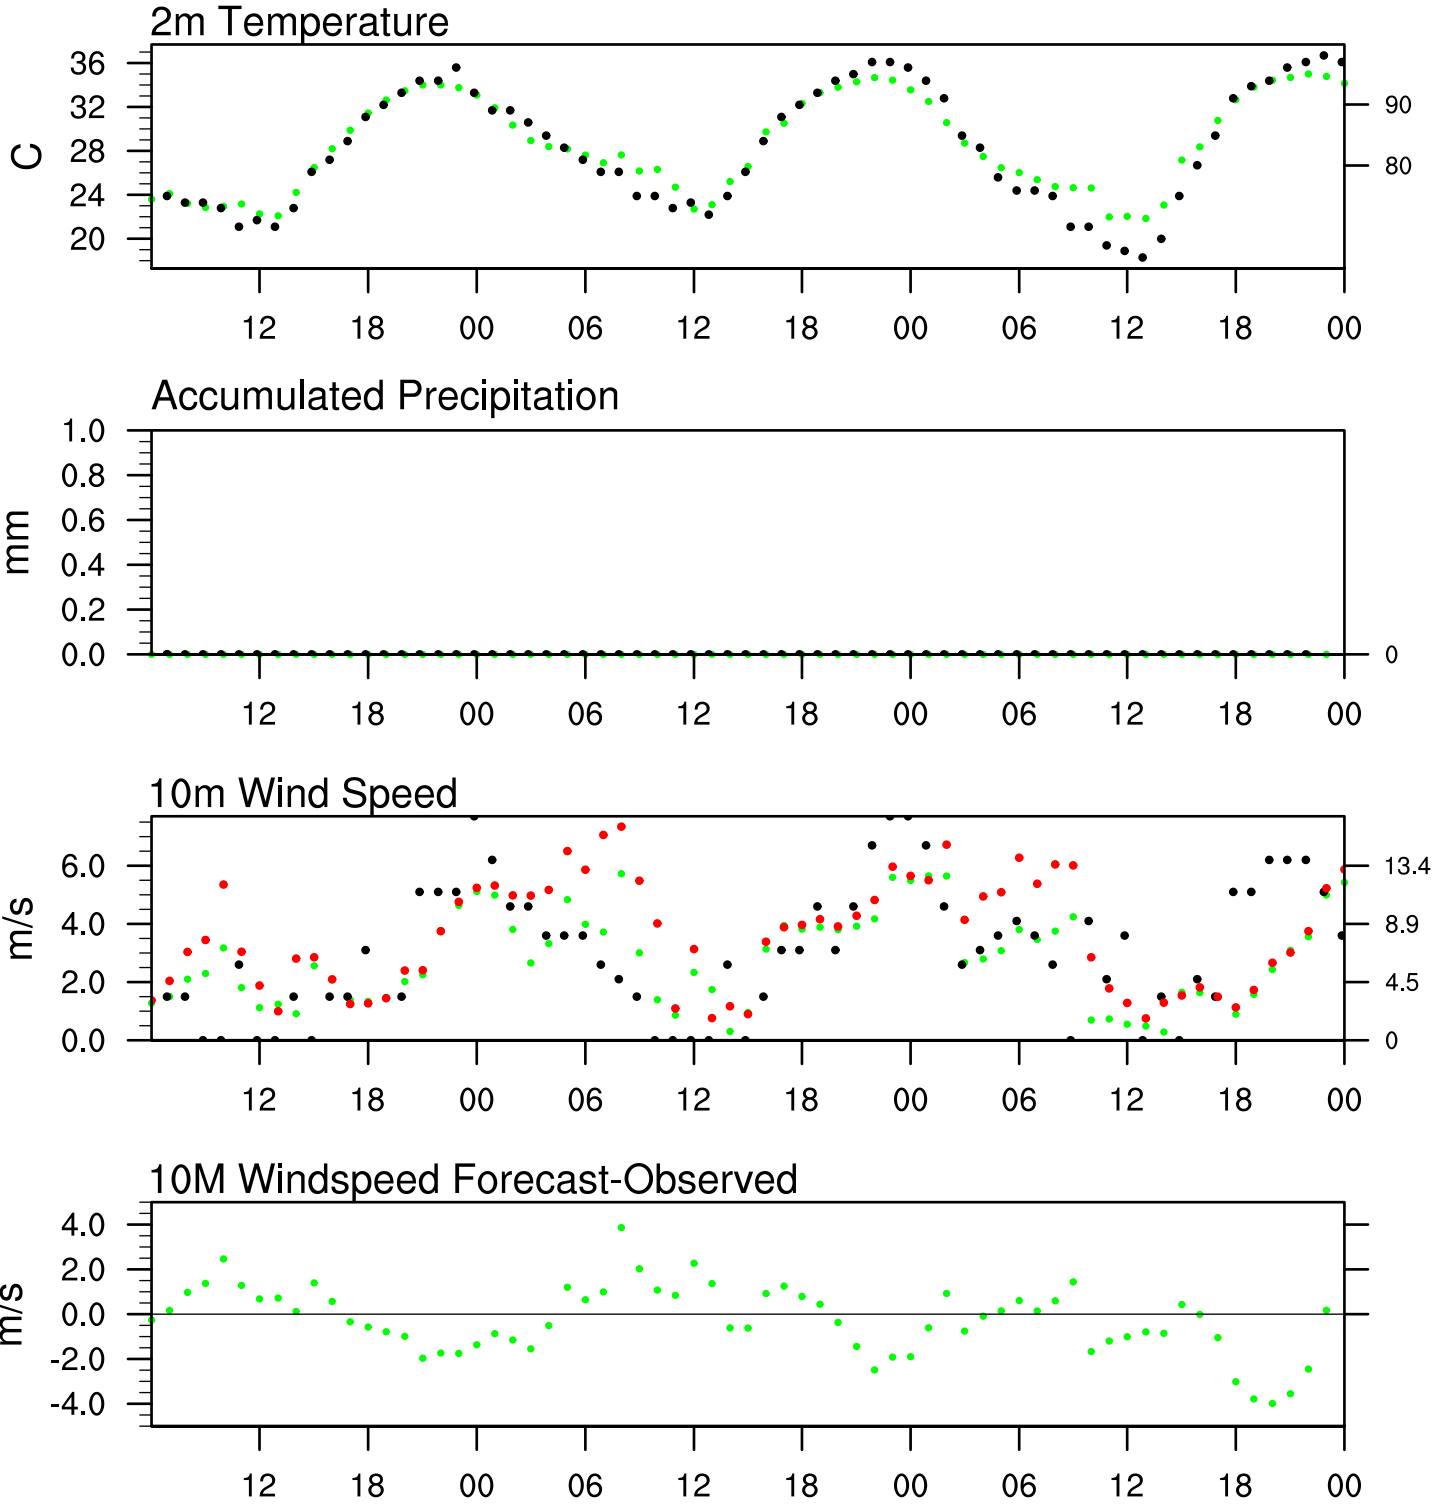 2m Temperature
36
32
28
24
20
C
90
80
12 18 00 06 12 18 00 06 12 18 00
Accumulated Precipitation
1.0
0.8
0.6
0.4
0.2
0.0
mm
0
12 18 00 06 12 18 00 06 12 18 00
10m Wind Speed
6.0
4.0
2.0
0.0
m/s
13.4
8.9
4.5
0
12 18 00 06 12 18 00 06 12 18 00
10M Windspeed Forecast-Observed
4.0
2.0
0.0
-2.0
-4.0
m/s
12 18 00 06 12 18 00 06 12 18 00